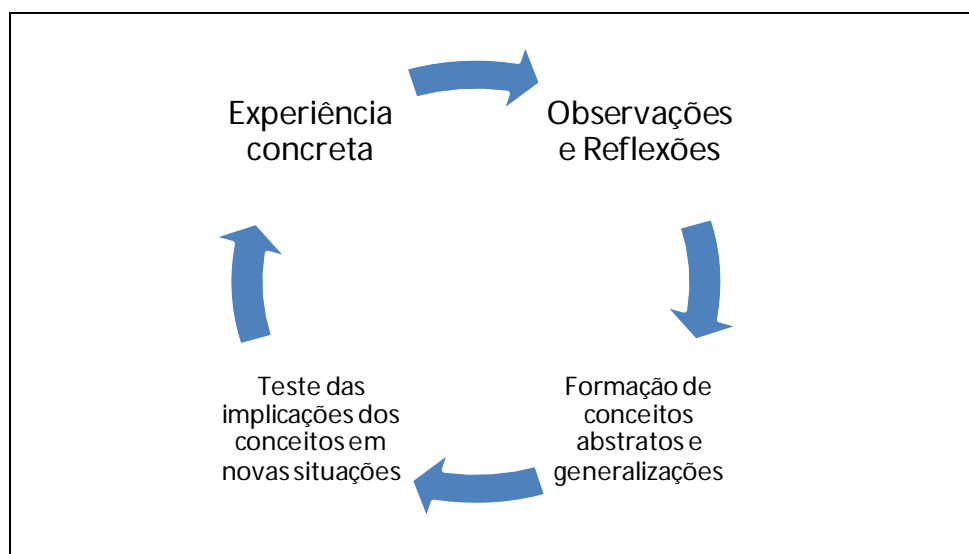 Experiência
concreta
Observações
e Reflexões
Formação de
conceitos
abstratos e
generalizações
Teste das
implicações dos
conceitos em
novas situações